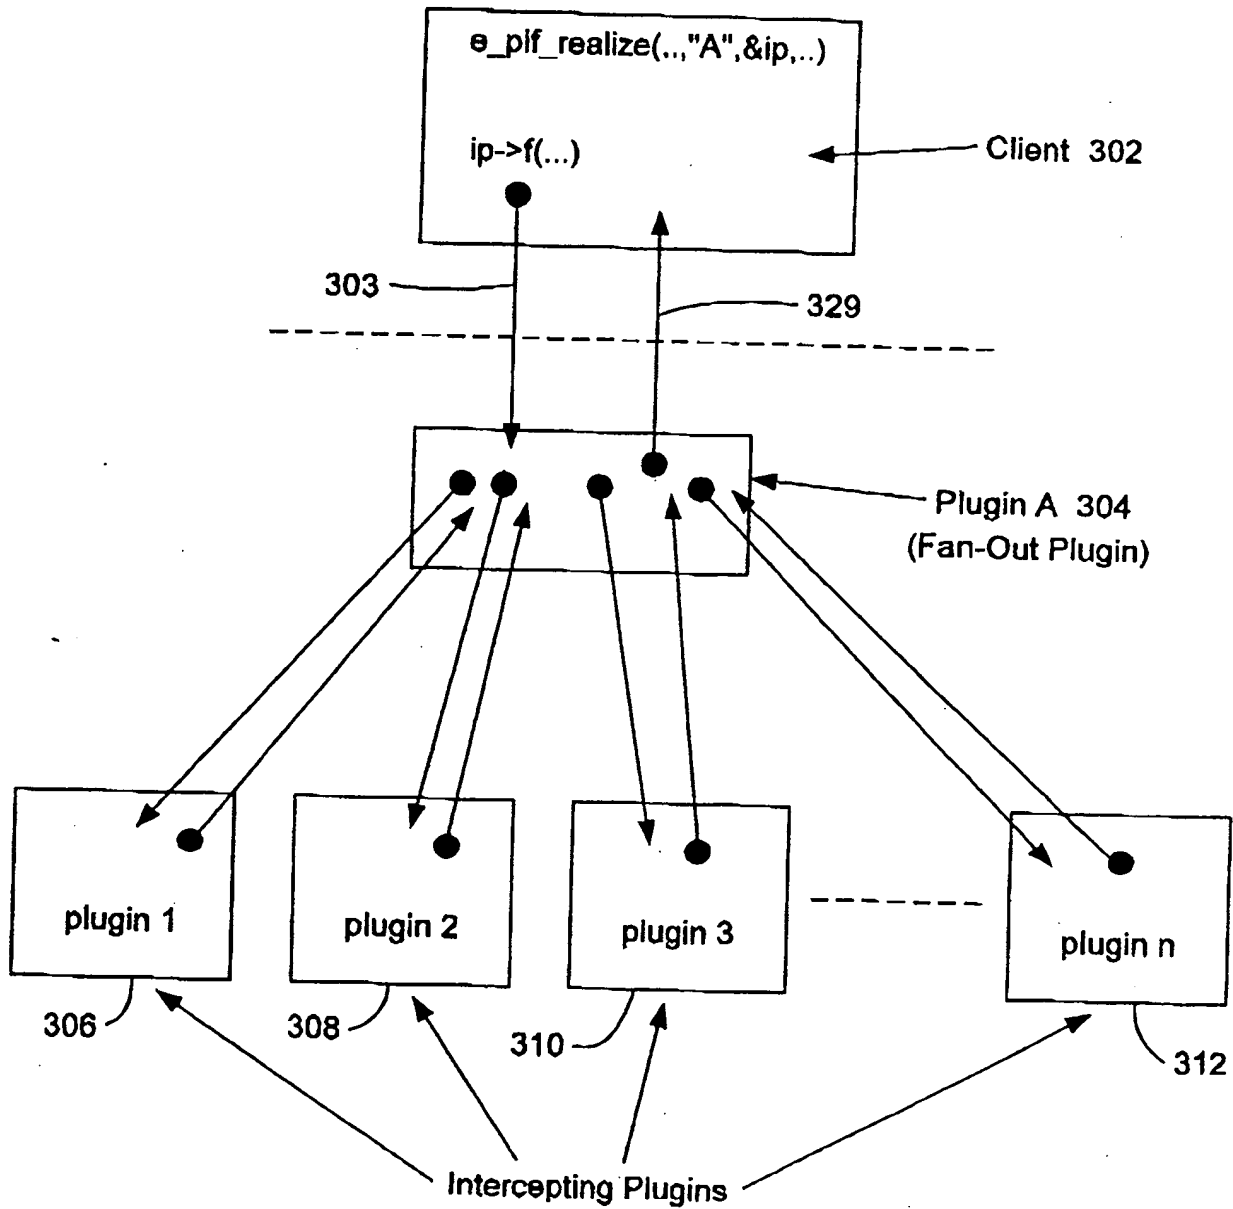 e_pif_realize(..,"A",&ip,..)
ip->f(...)
Client 302
303
329
Plugin A 304
(Fan-Out Plugin)
plugin 1
plugin 2
plugin 3
plugin n
306
308
310
312
Intercepting Plugins